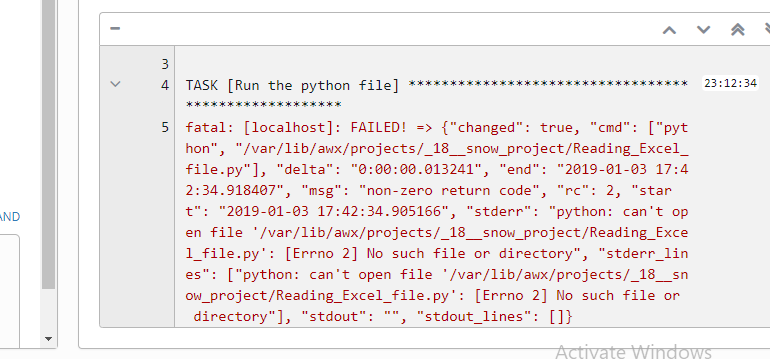 3
4 TASK [Run the python file] ********************************** 23:12:34
*******************
5 fatal: [localhost]: FAILED! => {"changed": true, "cmd": ["pyt
hon", "/var/lib/awx/projects/_18__snow_project/Reading_Excel_
file.py"], "delta": "0:00:00.013241", "end": "2019-01-03 17:4
2:34.918407", "msg": "non-zero return code", "rc": 2, "star
t": "2019-01-03 17:42:34.905166", "stderr": "python: can't op
en file '/var/lib/awx/projects/_18__snow_project/Reading_Exce
l_file.py': [Errno 2] No such file or directory", "stderr_lin
es": ["python: can't open file '/var/lib/awx/projects/_18__sn
ow_project/Reading_Excel_file.py': [Errno 2] No such file or
directory"], "stdout": "", "stdout_lines": []}
AND
Activate Windows